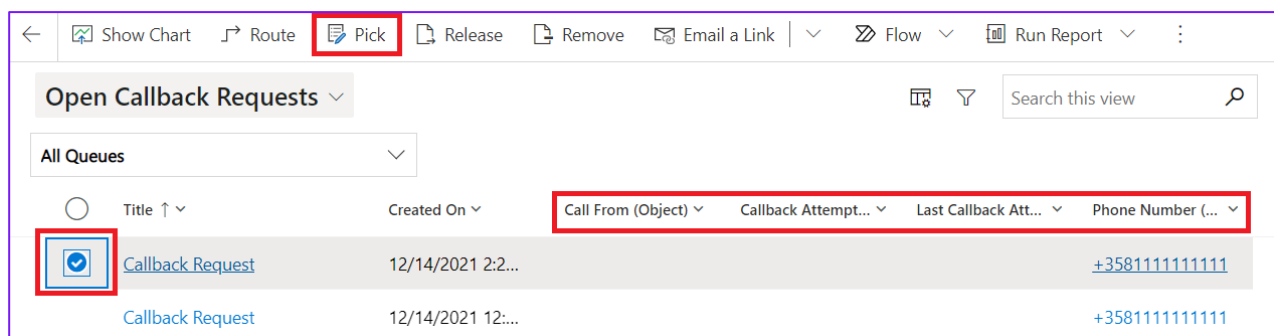 Show Chart Route Pick Release Remove Email a Link Flow Run Report
Open Callback Requests Search this view
All Queues
Title ↑ Created On Call From (Object) Callback Attempt... Last Callback Att... Phone Number (...
Callback Request 12/14/2021 2:2... +3581111111111
Callback Request 12/14/2021 12:... +3581111111111